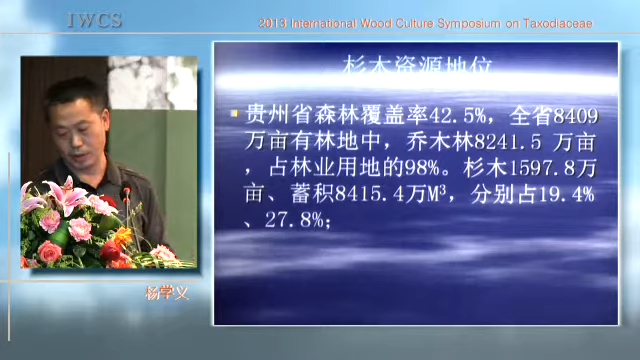 IWCS
2013 International Wood Culture Symposium on Taxodiaceae
杉木资源地位
贵州省森林覆盖率42.5%，全省8409
万亩有林地中，乔木林8241.5 万亩
，占林业用地的98%。杉木1597.8万
亩、蓄积8415.4万M³，分别占19.4%
、27.8%；
杨学义